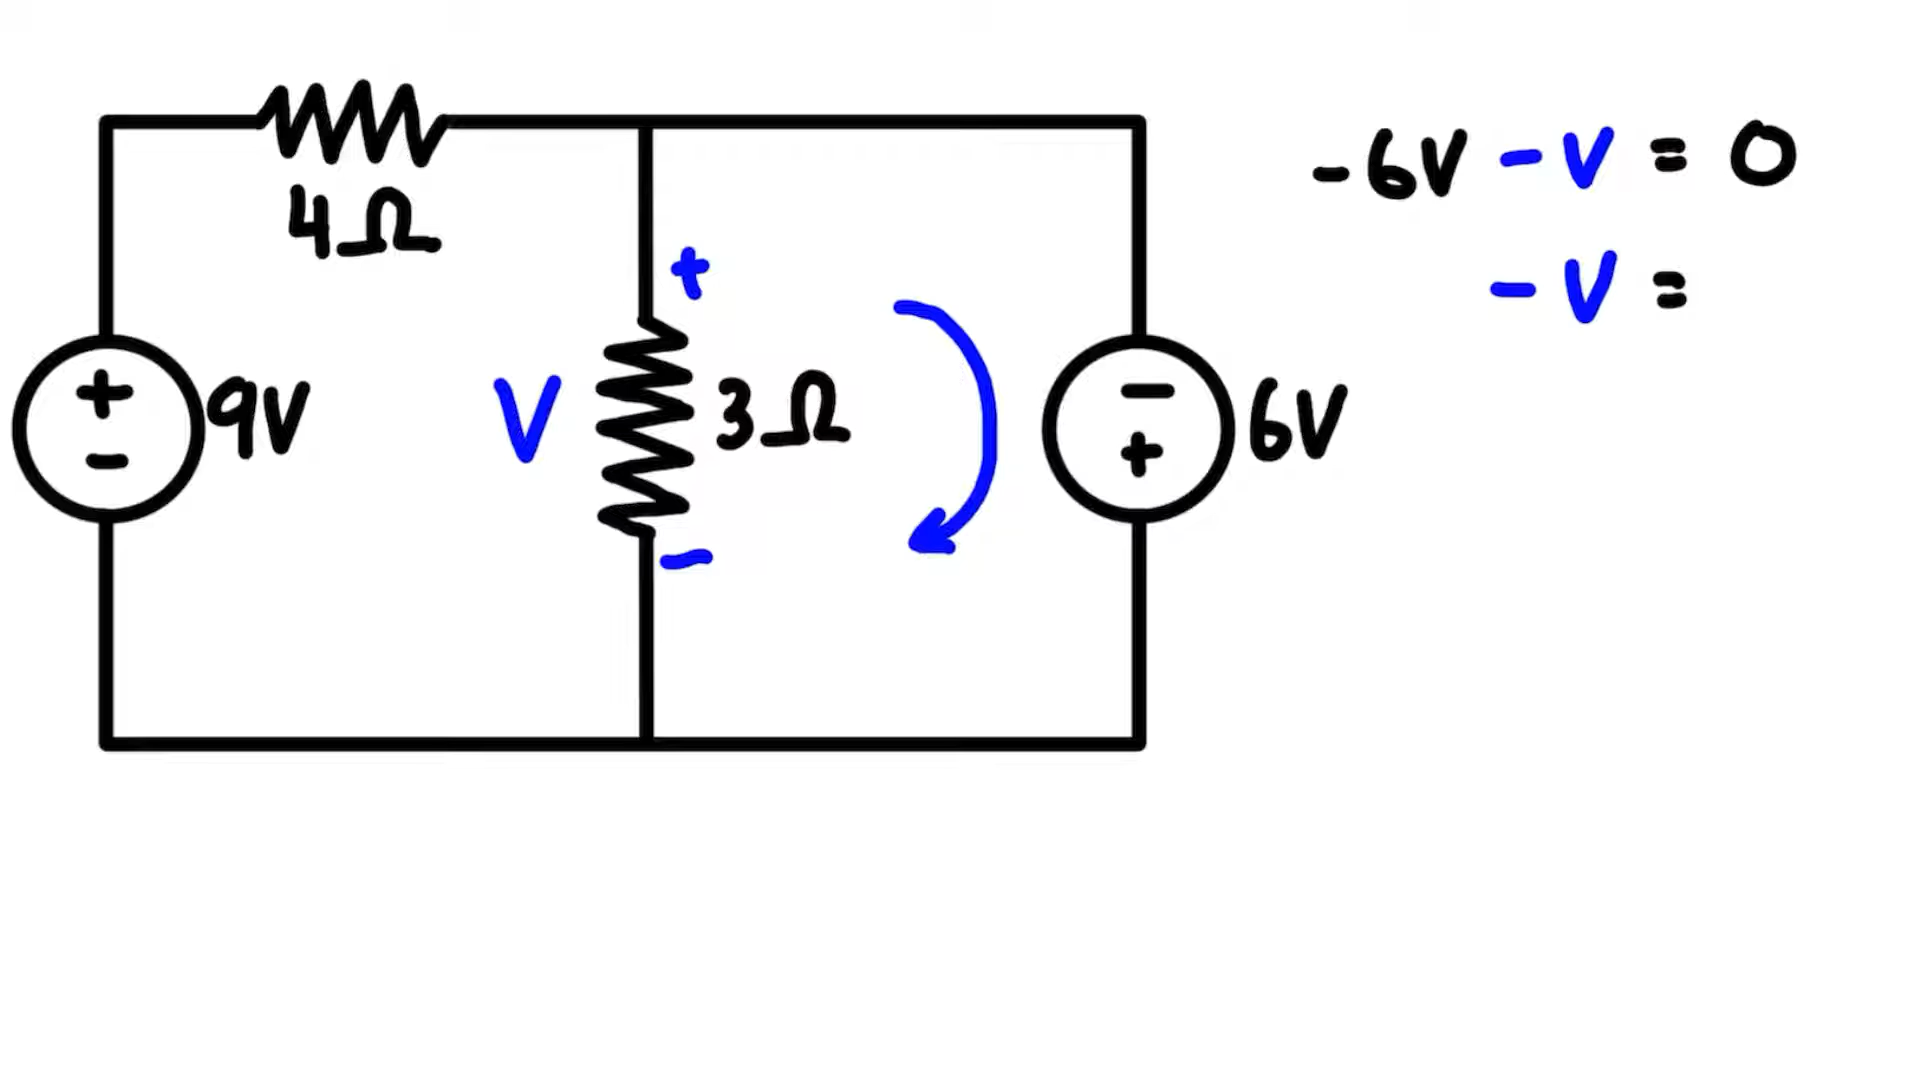 -6V - V = 0
4Ω
- V =
+
+
-
9V
V
3Ω
-
+
6V
-